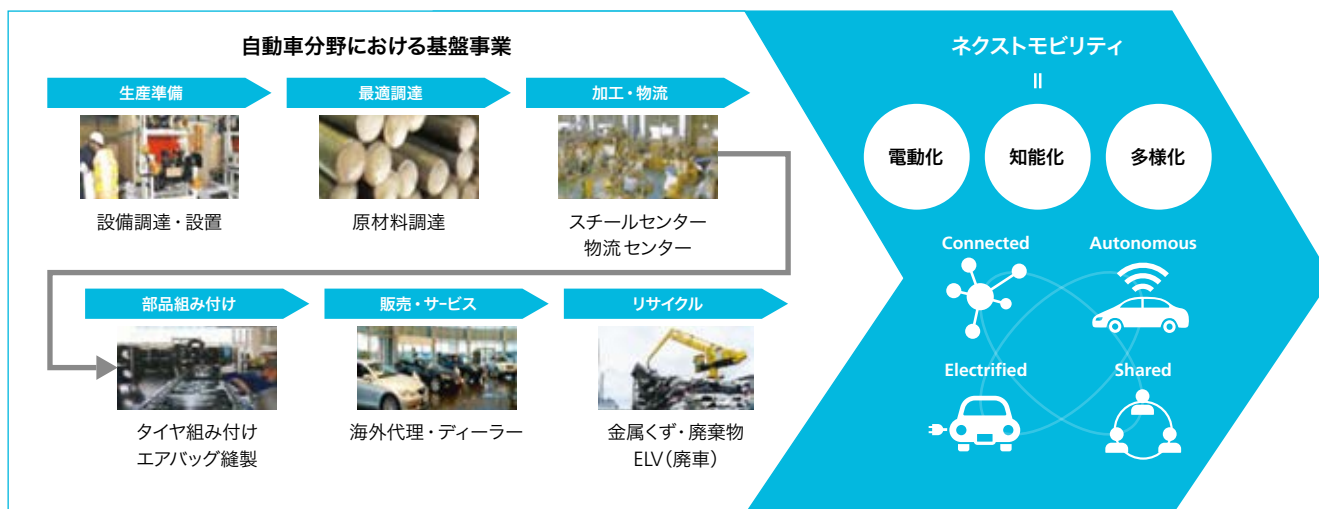 自動車分野における基盤事業
生産準備
最適調達
加工・物流
設備調達・設置
原材料調達
スチールセンター
物流センター
部品組み付け
販売・サービス
リサイクル
タイヤ組み付け
エアバッグ縫製
海外代理・ディーラー
金属くず・廃棄物
ELV（廃車）
ネクストモビリティ
=
電動化
知能化
多様化
Connected
Autonomous
Electrified
Shared